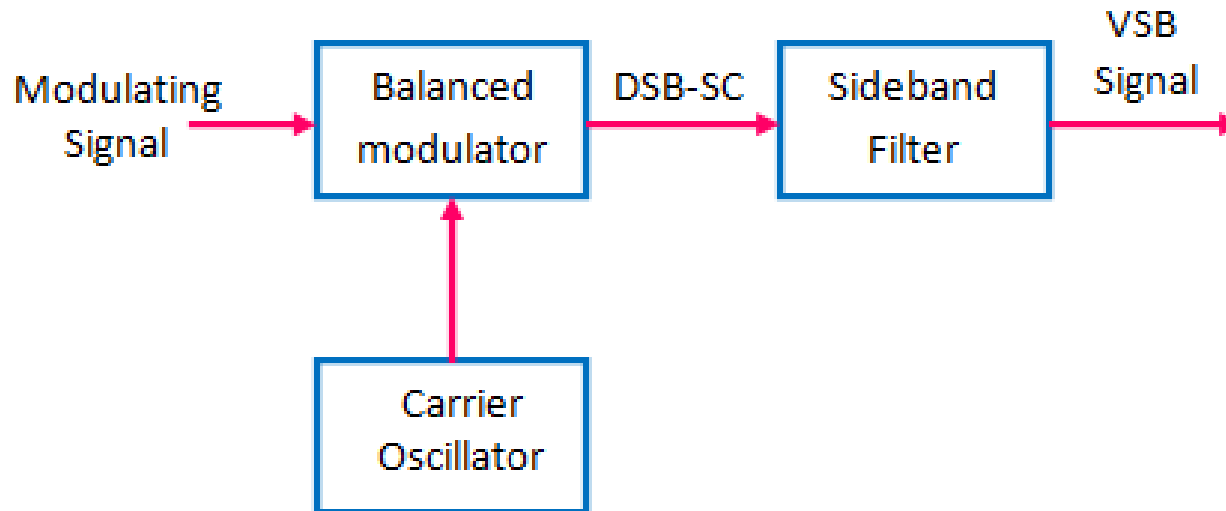 Modulating
Signal
Balanced
modulator
DSB-SC
Sideband
Filter
VSB
Signal
Carrier
Oscillator